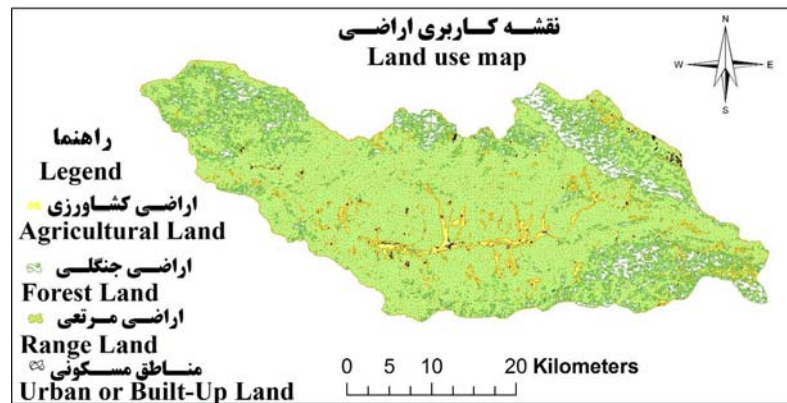 نقشه کاربری اراضی
Land use map
N
W E
S
راهنما
Legend
اراضی کشاورزی
Agricultural Land
اراضی جنگلی
Forest Land
اراضی مرتعی
Range Land
مناطق مسکونی
Urban or Built-Up Land
0 5 10 20 Kilometers